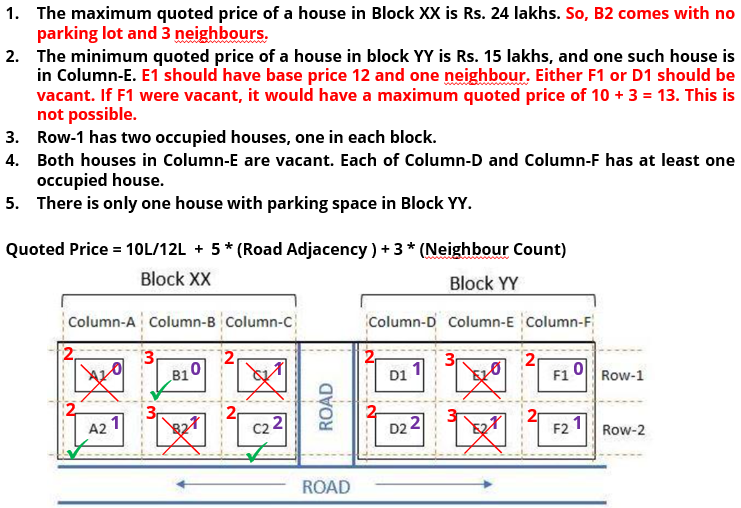 1. The maximum quoted price of a house in Block XX is Rs. 24 lakhs. So, B2 comes with no
parking lot and 3 neighbours.
2. The minimum quoted price of a house in block YY is Rs. 15 lakhs, and one such house is
in Column-E. E1 should have base price 12 and one neighbour. Either F1 or D1 should be
vacant. If F1 were vacant, it would have a maximum quoted price of 10 + 3 = 13. This is
not possible.
3. Row-1 has two occupied houses, one in each block.
4. Both houses in Column-E are vacant. Each of Column-D and Column-F has at least one
occupied house.
5. There is only one house with parking space in Block YY.
Quoted Price = 10L/12L + 5 * (Road Adjacency ) + 3 * (Neighbour Count)
Block XX Block YY
Column-A Column-B Column-C Column-D Column-E Column-F
2 A1 0 3 B1 0 2 C1 1 2 D1 1 3 E1 0 2 F1 0 Row-1
ROAD
2 A2 1 3 B2 1 2 C2 2 2 D2 2 3 E2 1 2 F2 1 Row-2
ROAD